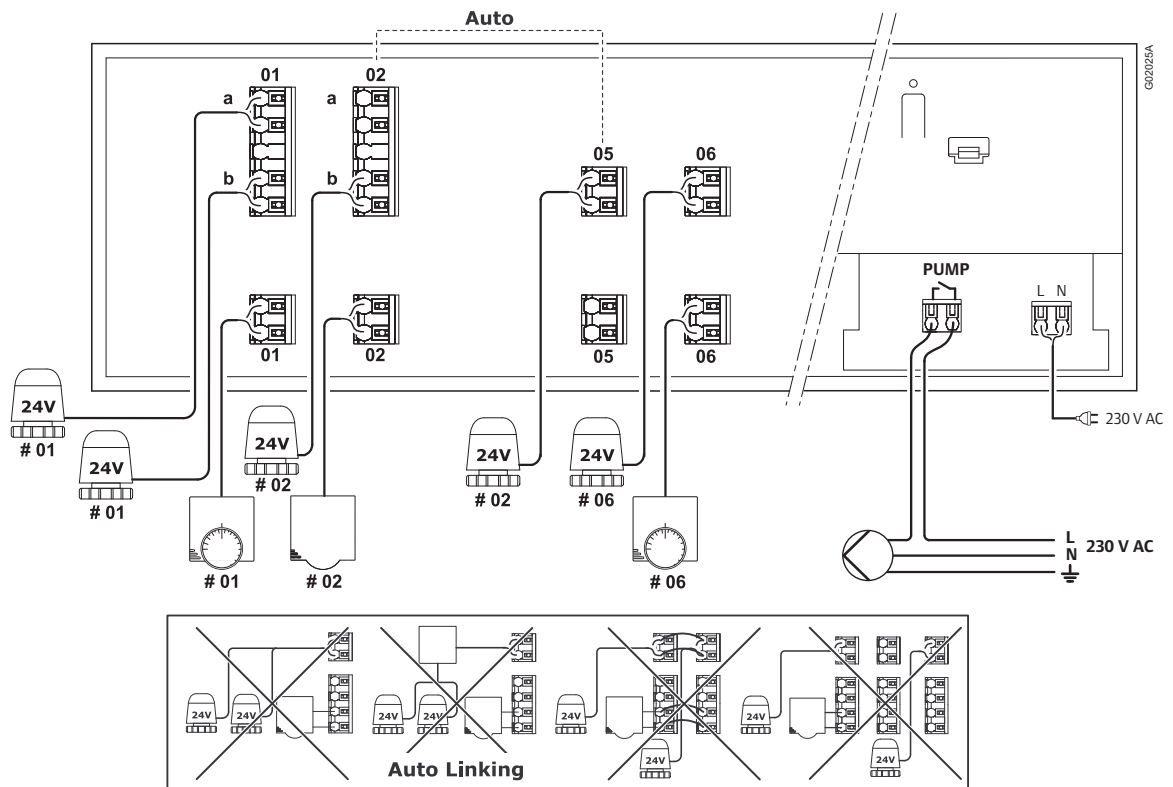 Auto
G02025A
01 02
a a
05 06
b b
PUMP
L N
01 02 05 06
24V
# 01
24V
# 01
24V
# 02
24V
# 02
24V
# 06
230 V AC
# 01 # 02 # 06
L
N 230 V AC
24V 24V 24V 24V 24V 24V
24V 24V
Auto Linking